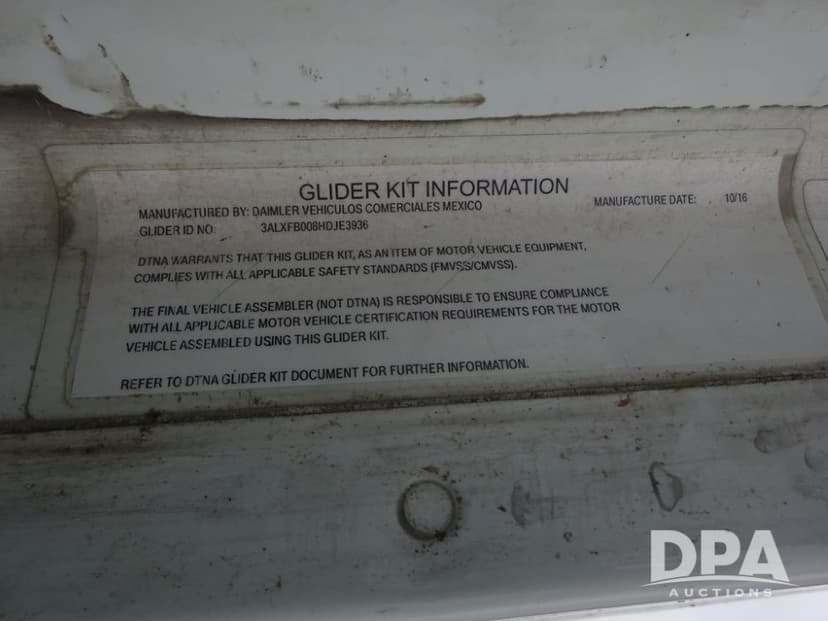 GLIDER KIT INFORMATION
MANUFACTURED BY: DAIMLER VEHICULOS COMERCIALES MEXICO MANUFACTURE DATE: 10/16
GLIDER ID NO: 3ALXFB008HDJE3936
DTNA WARRANTS THAT THIS GLIDER KIT, AS AN ITEM OF MOTOR VEHICLE EQUIPMENT,
COMPLIES WITH ALL APPLICABLE SAFETY STANDARDS (FMVSS/CMVSS).
THE FINAL VEHICLE ASSEMBLER (NOT DTNA) IS RESPONSIBLE TO ENSURE COMPLIANCE
WITH ALL APPLICABLE MOTOR VEHICLE CERTIFICATION REQUIREMENTS FOR THE MOTOR
VEHICLE ASSEMBLED USING THIS GLIDER KIT.
REFER TO DTNA GLIDER KIT DOCUMENT FOR FURTHER INFORMATION.
DPA
AUCTIONS